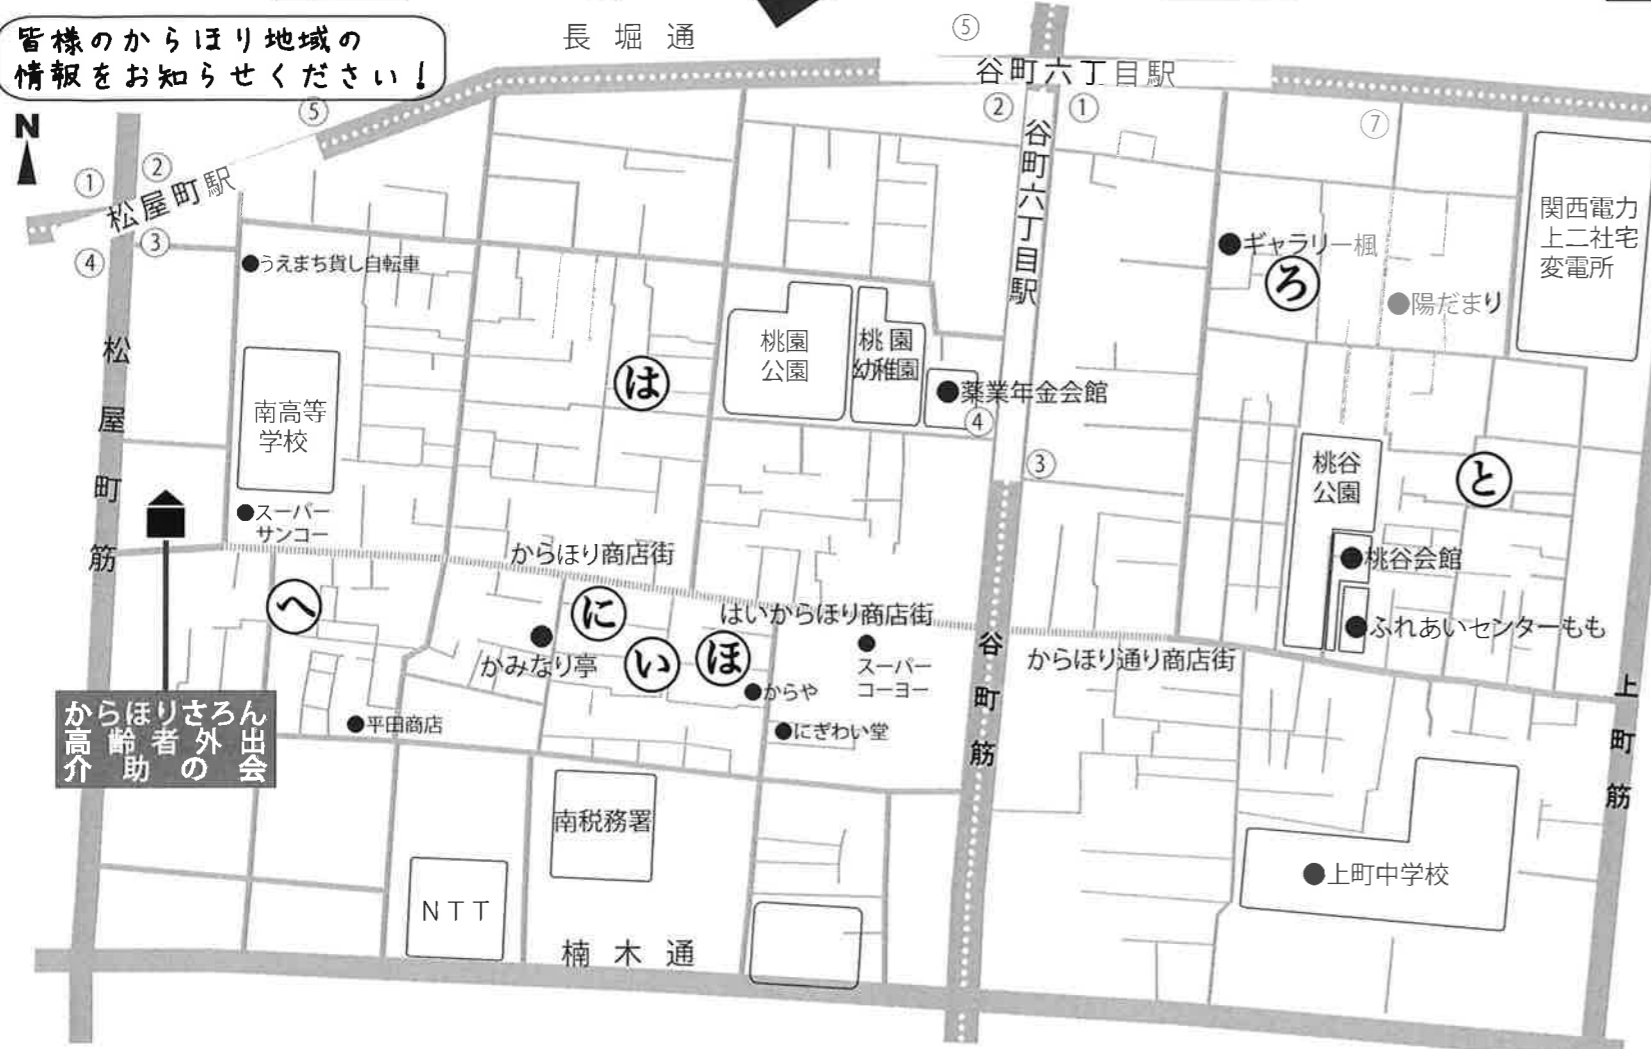 皆様のからほり地域の
情報をお知らせください！
長堀通
⑤
谷町六丁目駅
②
①
⑦
⑤
N
①
②
松屋町駅
③
④
谷町六丁目駅
関西電力
上二社宅
変電所
●ギャラリー楓
ろ
●陽だまり
●うえまち貸し自転車
松屋町筋
桃園
公園
桃園
幼稚園
は
●薬業年金会館
④
南高等
学校
③
桃谷
公園
と
●スーパー
サンコー
からほり商店街
●桃谷会館
へ
に
はいからほり商店街
●ふれあいセンターもも
かみなり亭
い
ほ
●
スーパー
コーヨー
からほり通り商店街
谷町筋
●からや
上町筋
からほりさろん
高齢者外出
介助の会
●平田商店
●にぎわい堂
南税務署
●上町中学校
ＮＴＴ
楠木通